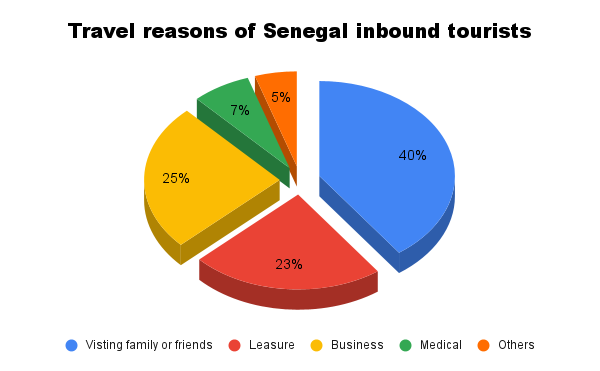 Travel reasons of Senegal inbound tourists
5%
7%
40%
25%
23%
Visting family or friends
Leasure
Business
Medical
Others